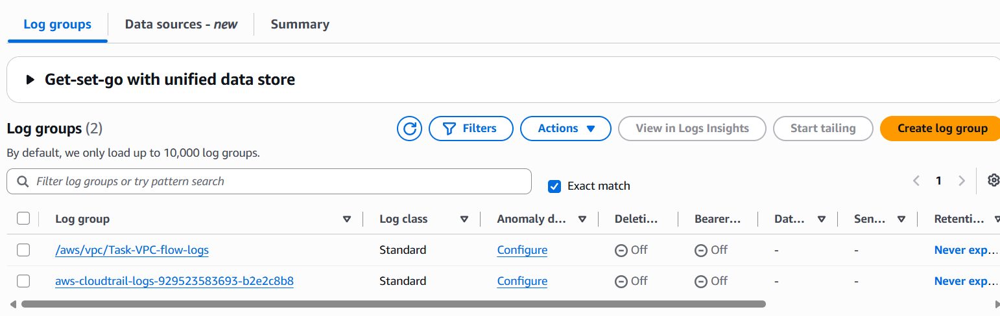 Log groups Data sources - new Summary
Get-set-go with unified data store
Log groups (2) Filters Actions View in Logs Insights Start tailing Create log group
By default, we only load up to 10,000 log groups.
Filter log groups or try pattern search Exact match 1
Log group Log class Anomaly d... Deleti... Bearer... Dat... Sen... Retenti...
/aws/vpc/Task-VPC-flow-logs Standard Configure Off Off - - Never exp...
aws-cloudtrail-logs-929523583693-b2e2c8b8 Standard Configure Off Off - - Never exp...